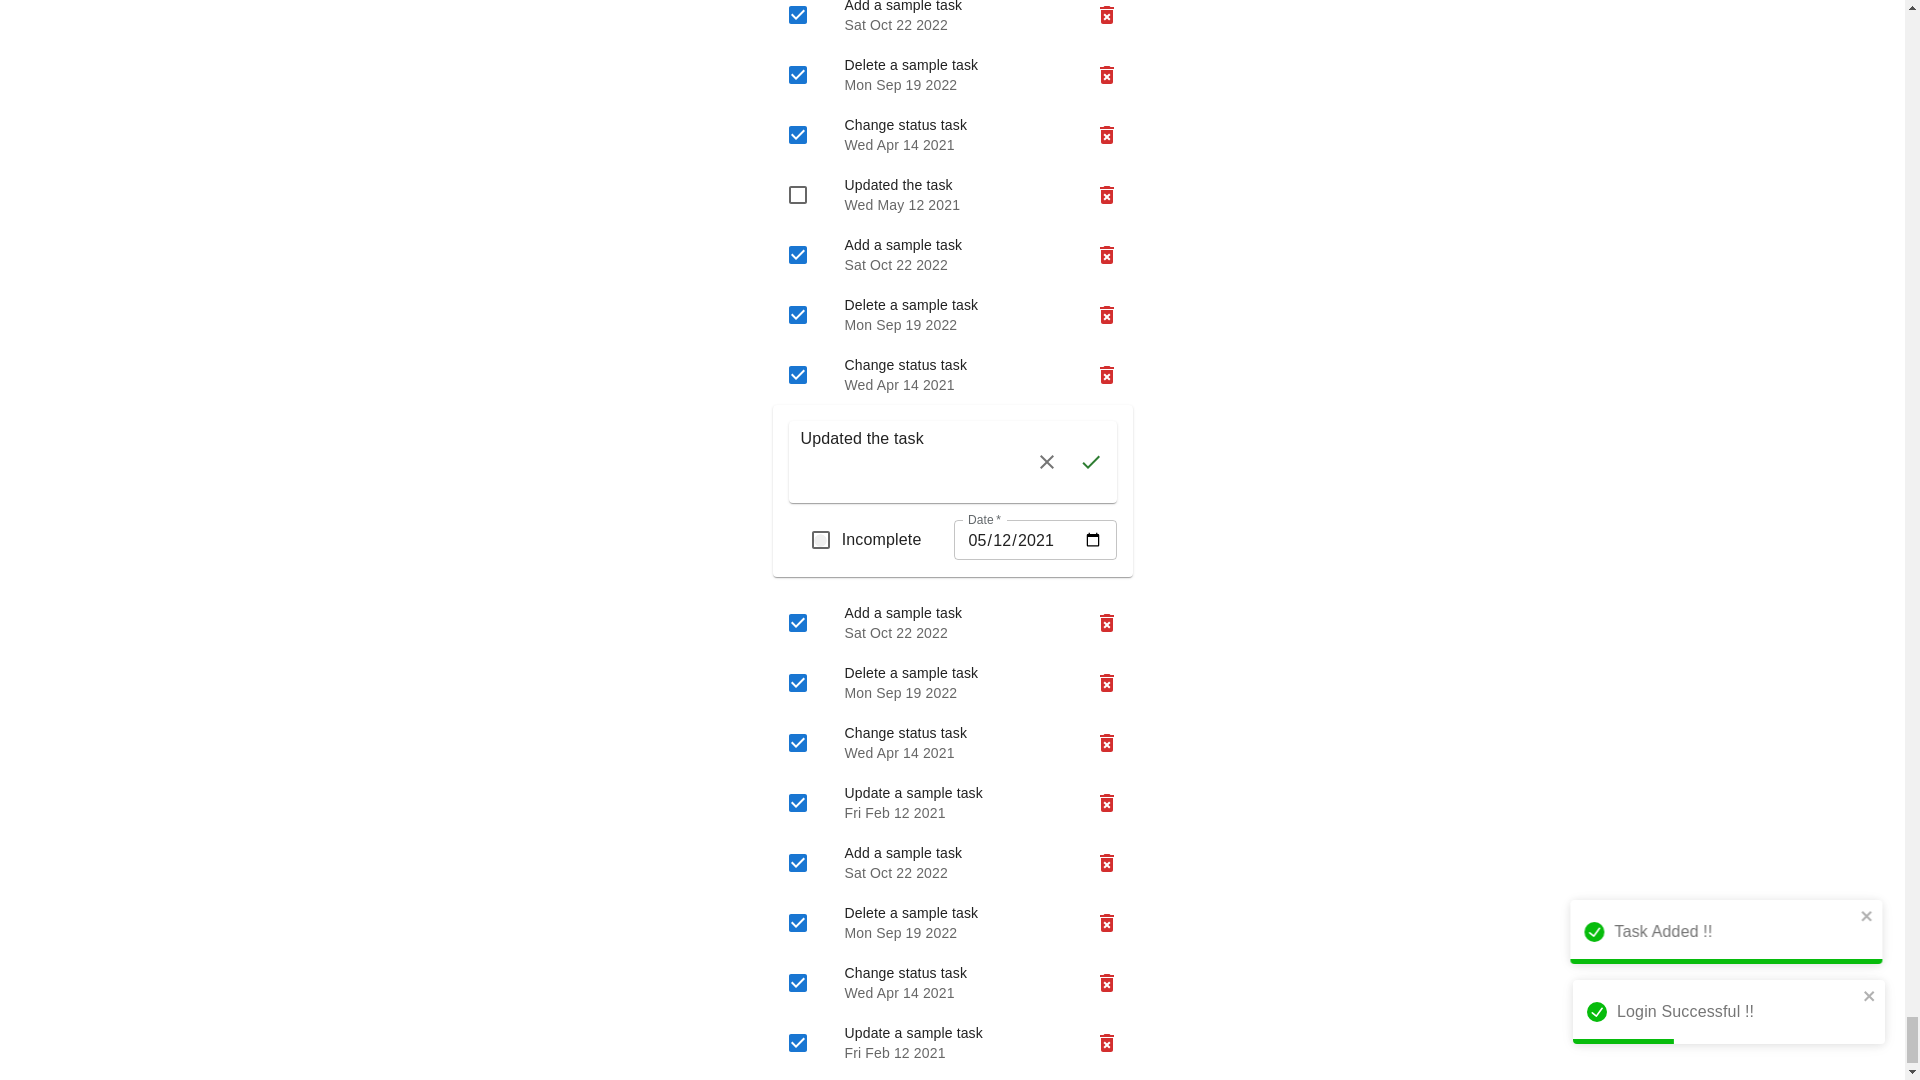 Add a sample task
Sat Oct 22 2022
Delete a sample task
Mon Sep 19 2022
Change status task
Wed Apr 14 2021
Updated the task
Wed May 12 2021
Add a sample task
Sat Oct 22 2022
Delete a sample task
Mon Sep 19 2022
Change status task
Wed Apr 14 2021
Updated the task
Date *
Incomplete
05/12/2021
Add a sample task
Sat Oct 22 2022
Delete a sample task
Mon Sep 19 2022
Change status task
Wed Apr 14 2021
Update a sample task
Fri Feb 12 2021
Add a sample task
Sat Oct 22 2022
Delete a sample task
Mon Sep 19 2022
Change status task
Wed Apr 14 2021
Update a sample task
Fri Feb 12 2021
Task Added !!
Login Successful !!